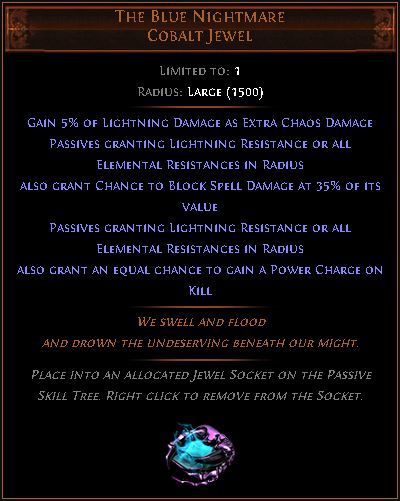 The Blue Nightmare
Cobalt Jewel
Limited to: 1
Radius: Large (1500)
Gain 5% of Lightning Damage as Extra Chaos Damage
Passives granting Lightning Resistance or all
Elemental Resistances in Radius
also grant Chance to Block Spell Damage at 35% of its
value
Passives granting Lightning Resistance or all
Elemental Resistances in Radius
also grant an equal chance to gain a Power Charge on
Kill
We swell and flood
and drown the undeserving beneath our might.
Place into an allocated Jewel Socket on the Passive
Skill Tree. Right click to remove from the Socket.